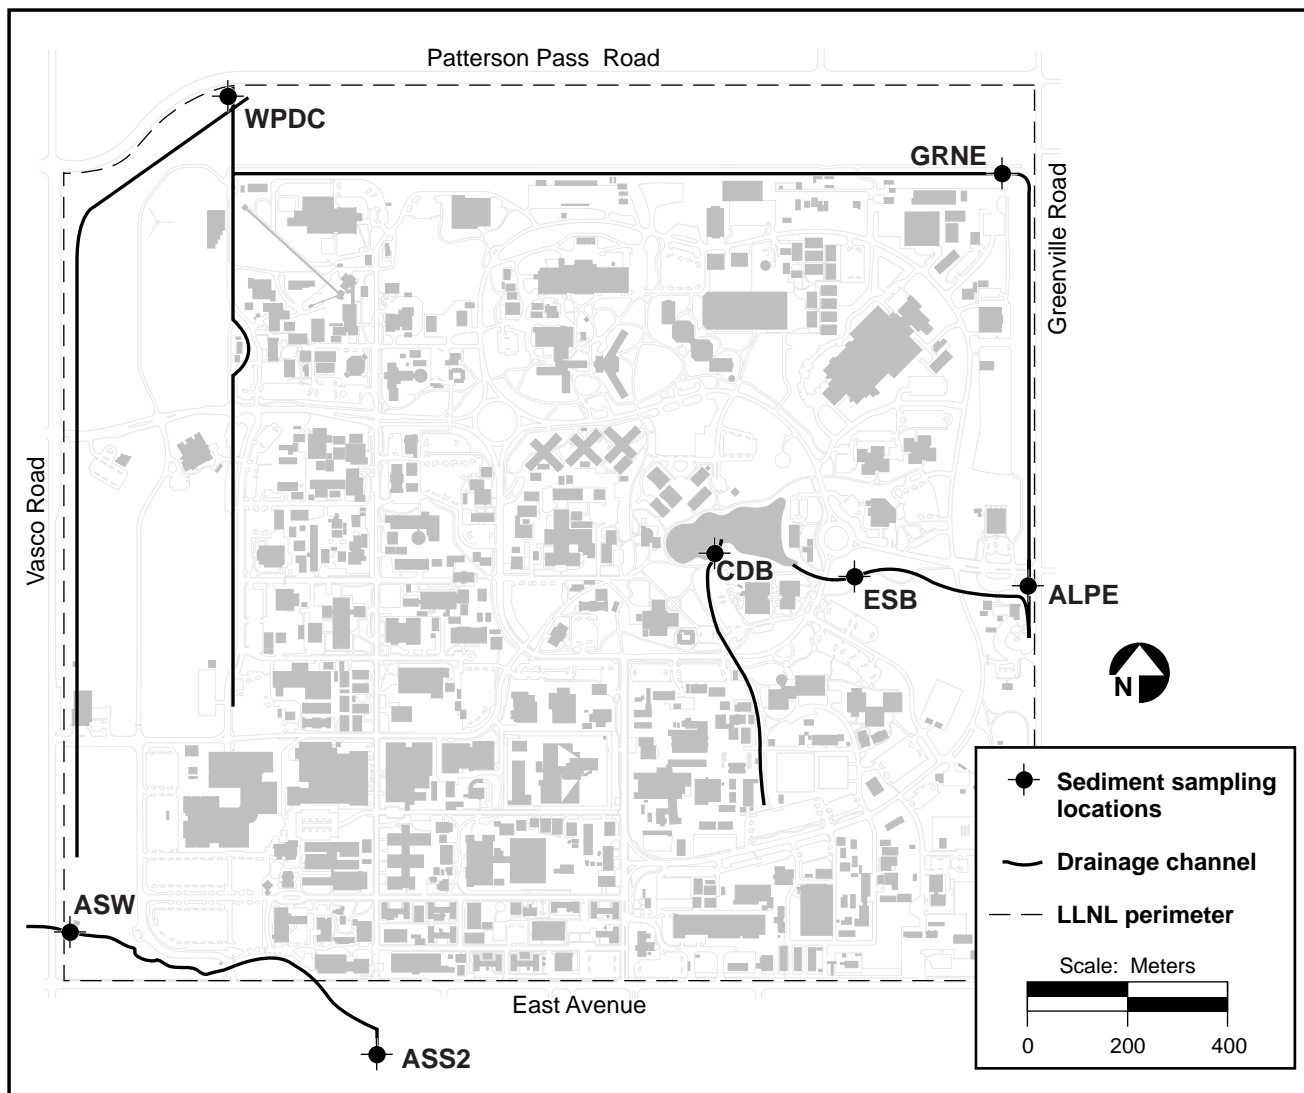 Patterson Pass Road
WPDC
GRNE
Greenville Road
Vasco Road
CDB
ESB
ALPE
N
Sediment sampling
locations
Drainage channel
LLNL perimeter
Scale: Meters
0 200 400
ASW
East Avenue
ASS2